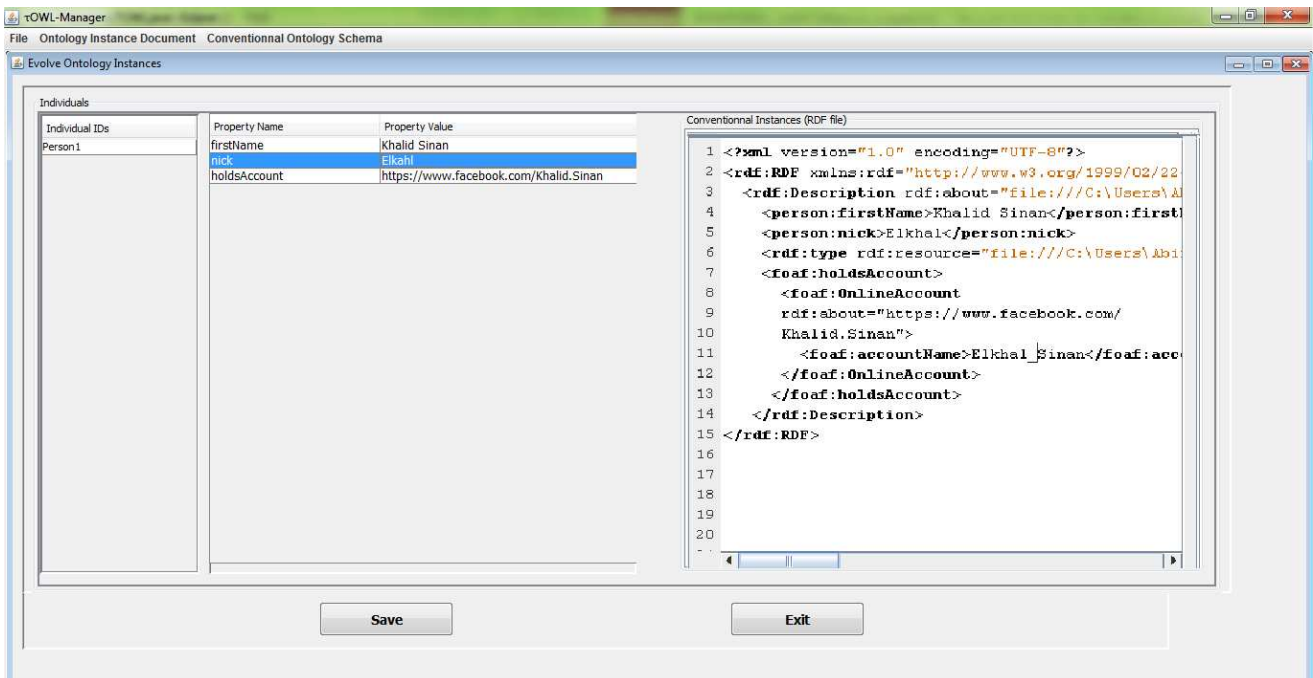 τOWL-Manager
File Ontology Instance Document Conventionnal Ontology Schema
Evolve Ontology Instances
Individuals
Individual IDs
Person1
Property Name Property Value
firstName Khalid Sinan
nick Elkahl
holdsAccount https://www.facebook.com/Khalid.Sinan
Conventionnal Instances (RDF file)
1 <?xml version="1.0" encoding="UTF-8"?>
2 <rdf:RDF xmlns:rdf="http://www.w3.org/1999/02/22
3 <rdf:Description rdf:about="file:///C:\Users\A
4 <person:firstName>Khalid Sinan</person:first
5 <person:nick>Elkhal</person:nick>
6 <rdf:type rdf:resource="file:///C:\Users\Abi
7 <foaf:holdsAccount>
8 <foaf:OnlineAccount
9 rdf:about="https://www.facebook.com/
10 Khalid.Sinan">
11 <foaf:accountName>Elkhal_Sinan</foaf:acc
12 </foaf:OnlineAccount>
13 </foaf:holdsAccount>
14 </rdf:Description>
15 </rdf:RDF>
16
17
18
19
20
Save Exit